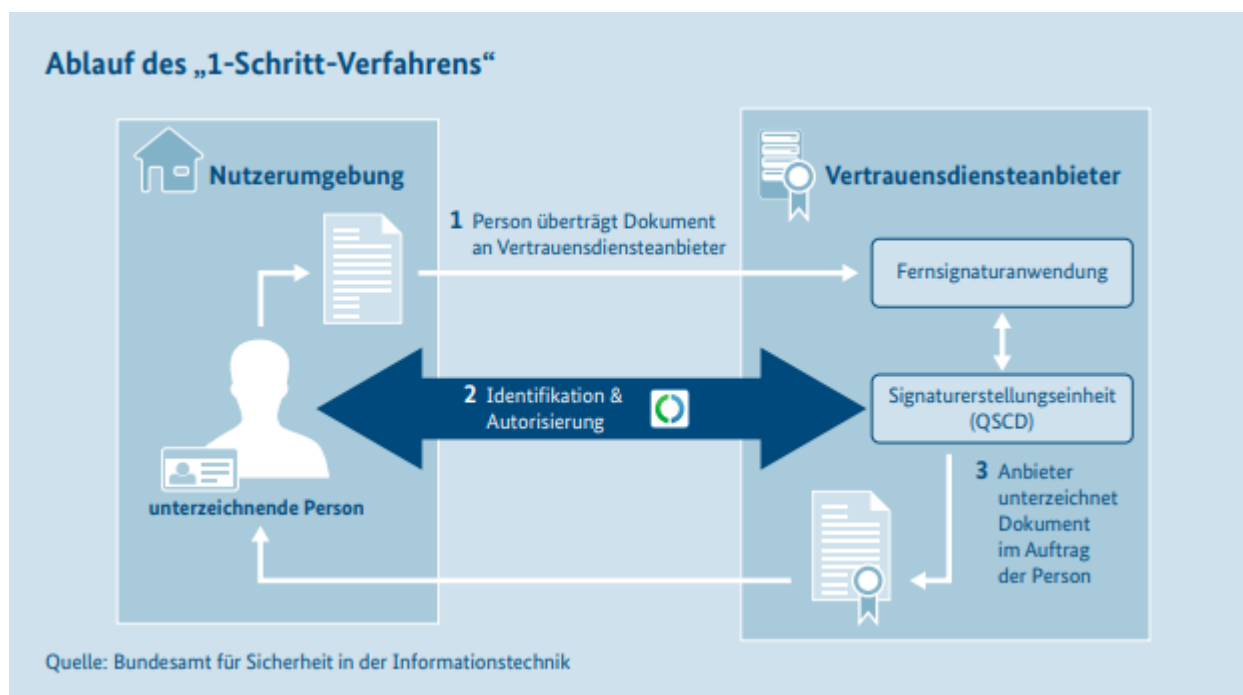 Ablauf des „1-Schritt-Verfahrens“
Nutzerumgebung
Vertrauensdiensteanbieter
1 Person überträgt Dokument
an Vertrauensdiensteanbieter
Fernsignaturanwendung
2 Identifikation &
Autorisierung
Signaturerstellungseinheit
(QSCD)
3 Anbieter
unterzeichnet
Dokument
im Auftrag
der Person
unterzeichnende Person
Quelle: Bundesamt für Sicherheit in der Informationstechnik